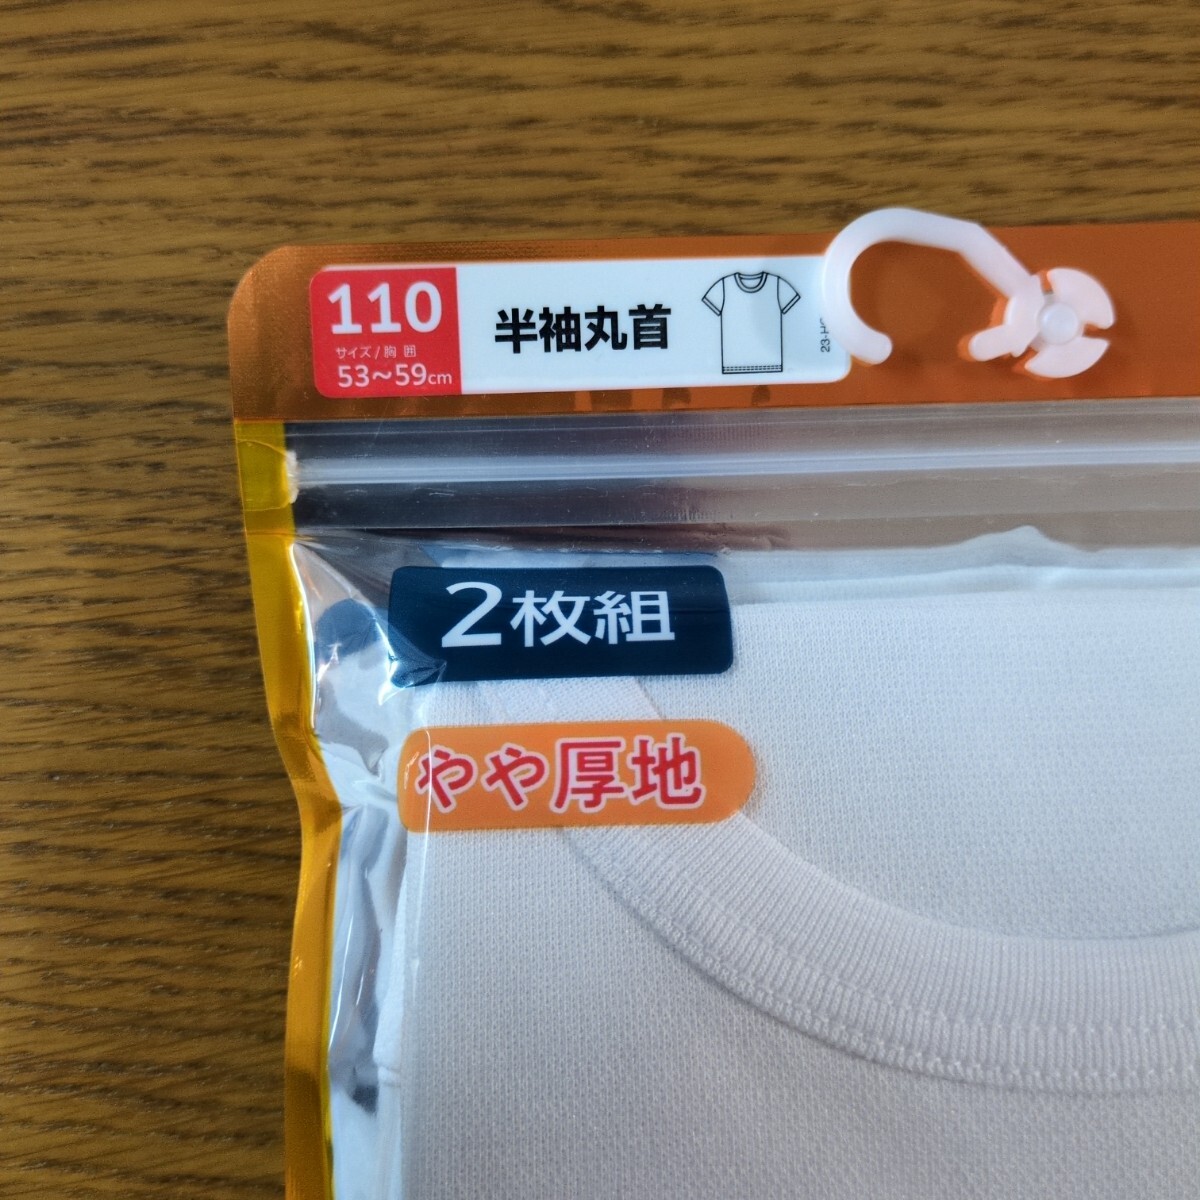 110
サイズ/胸 囲
53～59cm
半袖丸首
2枚組
やや厚地